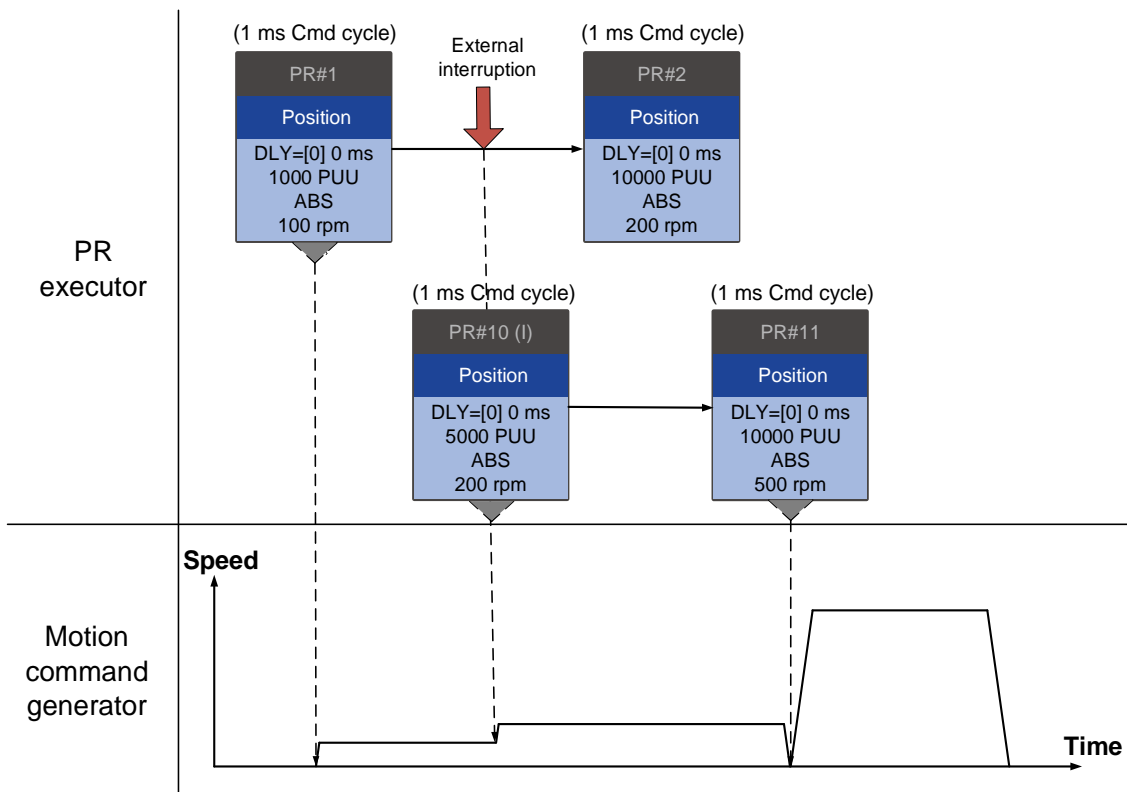 (1 ms Cmd cycle)
External
interruption
(1 ms Cmd cycle)
PR#1
Position
DLY=[0] 0 ms
1000 PUU
ABS
100 rpm
PR#2
Position
DLY=[0] 0 ms
10000 PUU
ABS
200 rpm
PR
executor
(1 ms Cmd cycle)
(1 ms Cmd cycle)
PR#10 (I)
Position
DLY=[0] 0 ms
5000 PUU
ABS
200 rpm
PR#11
Position
DLY=[0] 0 ms
10000 PUU
ABS
500 rpm
Motion
command
generator
Speed
Time